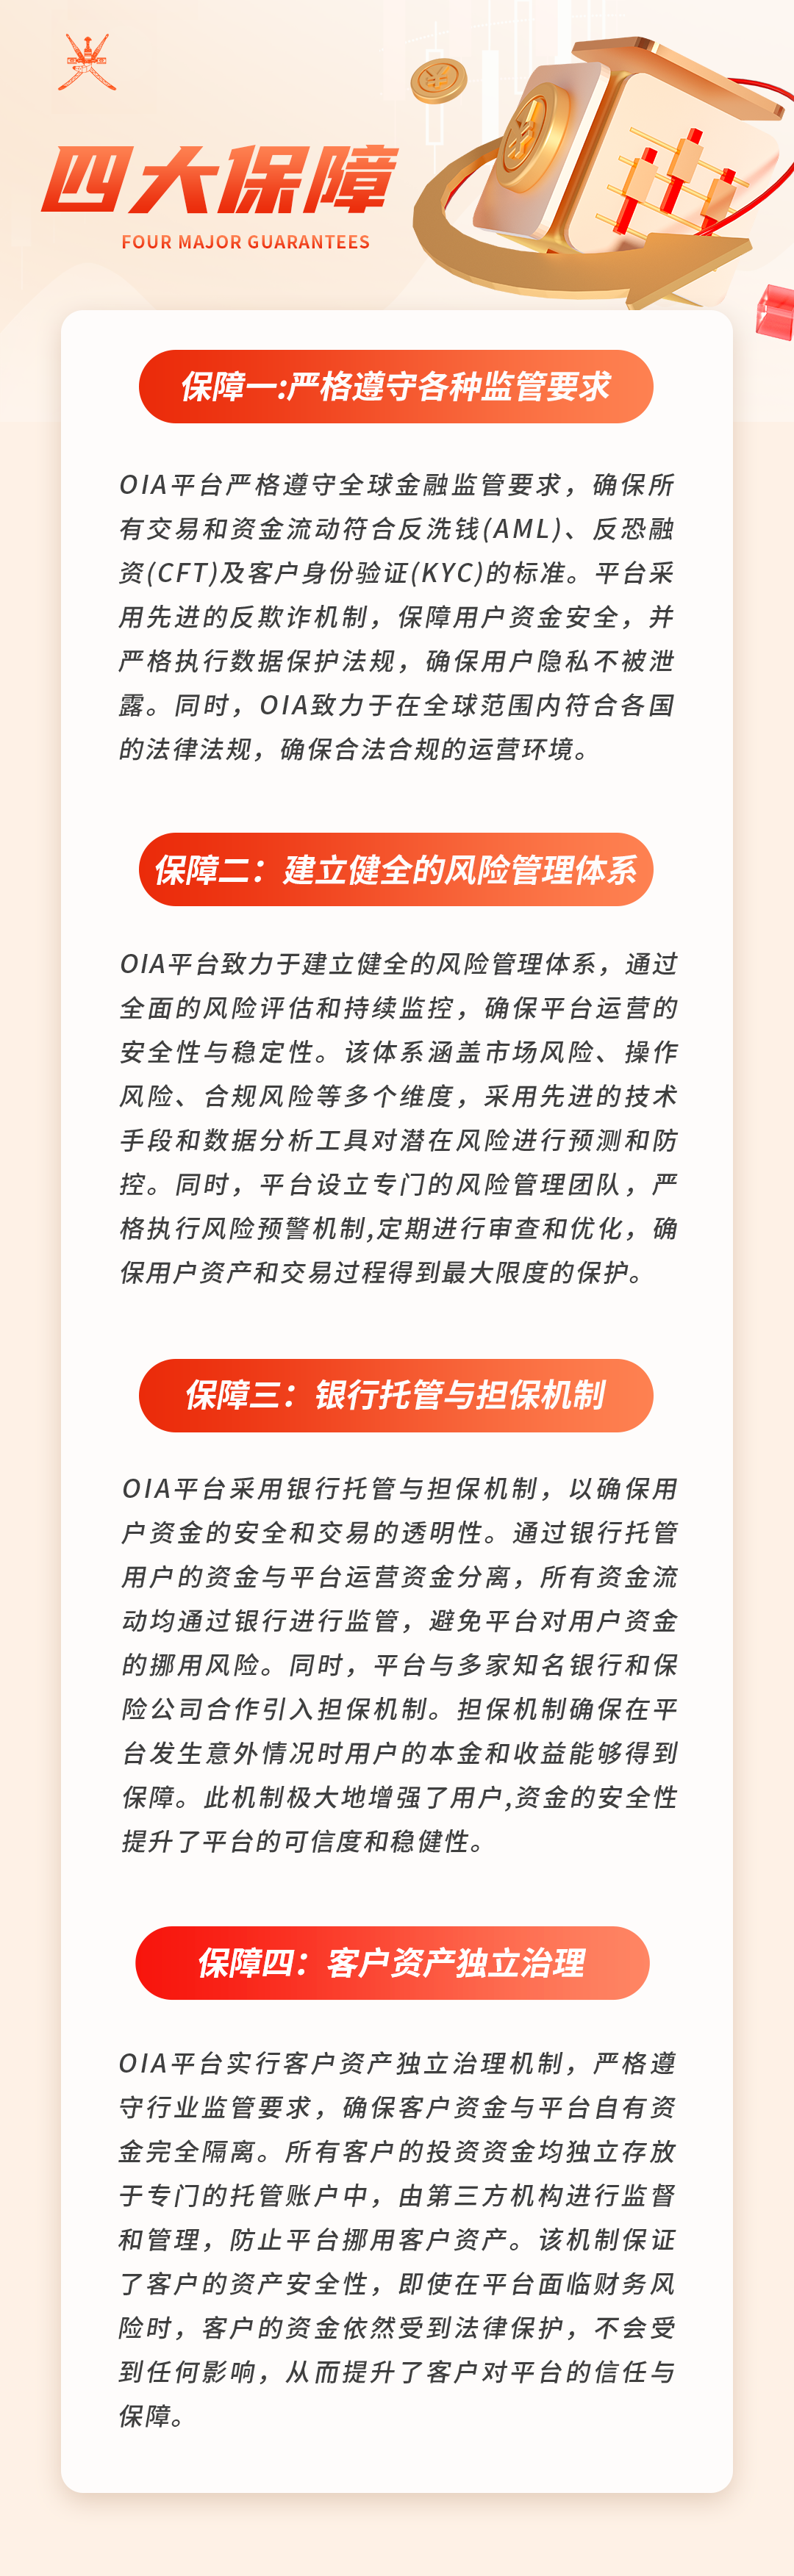 四大保障
FOUR MAJOR GUARANTEES
保障一:严格遵守各种监管要求
OIA平台严格遵守全球金融监管要求，确保所
有交易和资金流动符合反洗钱(AML)、反恐融
资(CFT)及客户身份验证(KYC)的标准。平台采
用先进的反欺诈机制，保障用户资金安全，并
严格执行数据保护法规，确保用户隐私不被泄
露。同时，OIA致力于在全球范围内符合各国
的法律法规，确保合法合规的运营环境。
保障二：建立健全的风险管理体系
OIA平台致力于建立健全的风险管理体系，通过
全面的风险评估和持续监控，确保平台运营的
安全性与稳定性。该体系涵盖市场风险、操作
风险、合规风险等多个维度，采用先进的技术
手段和数据分析工具对潜在风险进行预测和防
控。同时，平台设立专门的风险管理团队，严
格执行风险预警机制,定期进行审查和优化，确
保用户资产和交易过程得到最大限度的保护。
保障三：银行托管与担保机制
OIA平台采用银行托管与担保机制，以确保用
户资金的安全和交易的透明性。通过银行托管
用户的资金与平台运营资金分离，所有资金流
动均通过银行进行监管，避免平台对用户资金
的挪用风险。同时，平台与多家知名银行和保
险公司合作引入担保机制。担保机制确保在平
台发生意外情况时用户的本金和收益能够得到
保障。此机制极大地增强了用户,资金的安全性
提升了平台的可信度和稳健性。
保障四：客户资产独立治理
OIA平台实行客户资产独立治理机制，严格遵
守行业监管要求，确保客户资金与平台自有资
金完全隔离。所有客户的投资资金均独立存放
于专门的托管账户中，由第三方机构进行监督
和管理，防止平台挪用客户资产。该机制保证
了客户的资产安全性，即使在平台面临财务风
险时，客户的资金依然受到法律保护，不会受
到任何影响，从而提升了客户对平台的信任与
保障。